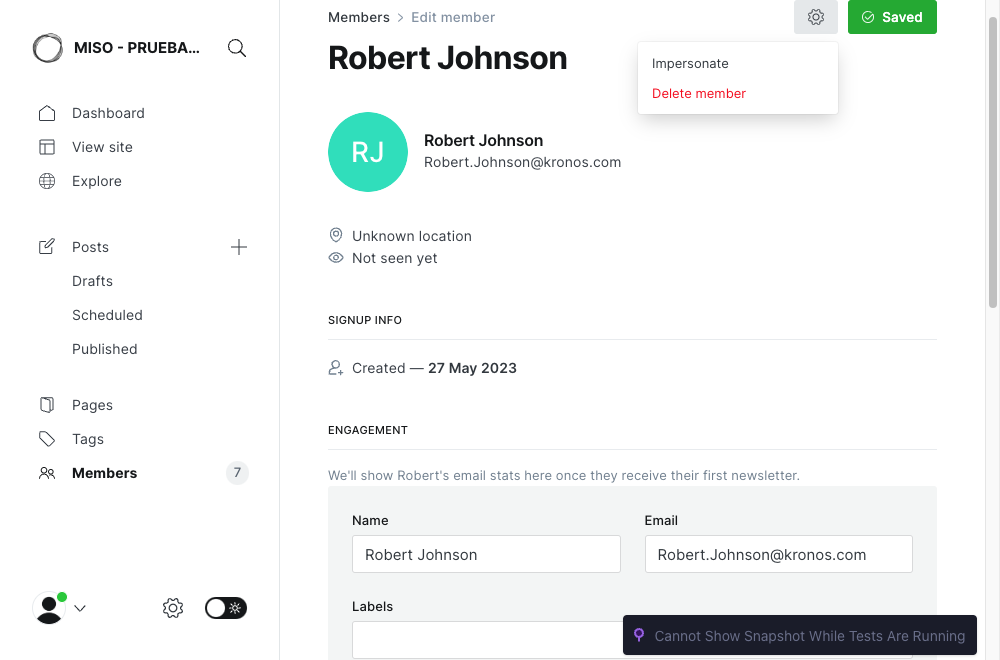 MISO - PRUEBA...
Dashboard
View site
Explore
Posts
Drafts
Scheduled
Published
Pages
Tags
Members
7
Members > Edit member
Saved
Robert Johnson
Impersonate
Delete member
RJ
Robert Johnson
Robert.Johnson@kronos.com
Unknown location
Not seen yet
SIGNUP INFO
Created — 27 May 2023
ENGAGEMENT
We'll show Robert's email stats here once they receive their first newsletter.
Name
Email
Robert Johnson
Robert.Johnson@kronos.com
Labels
Cannot Show Snapshot While Tests Are Running